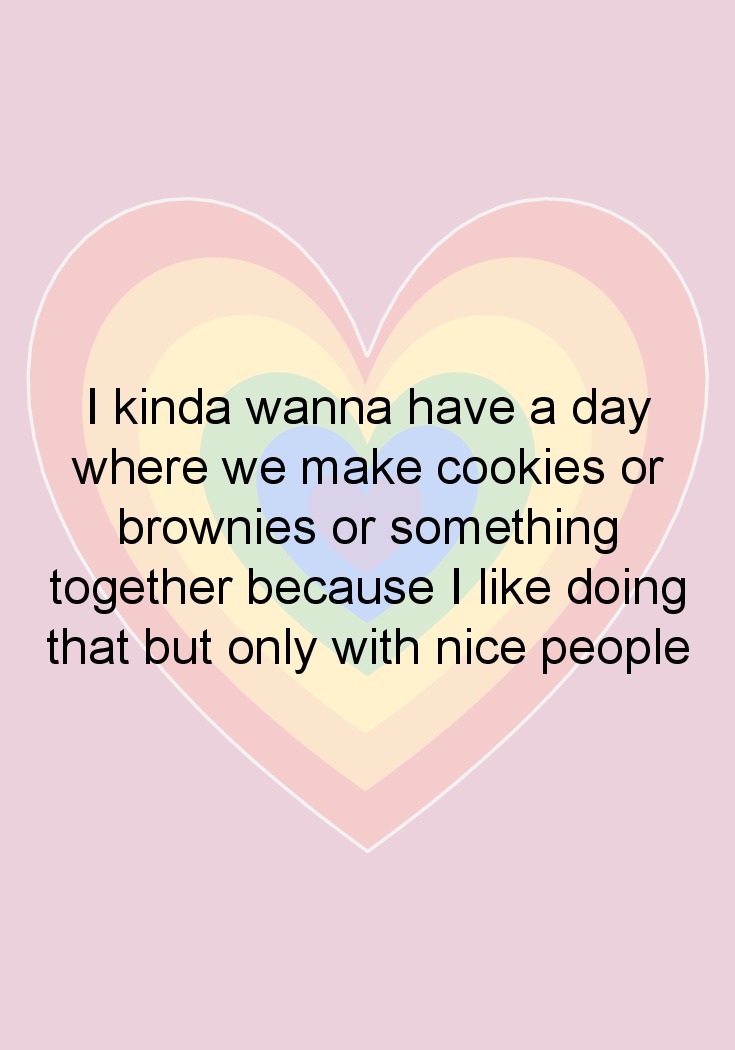 I kinda wanna have a day
where we make cookies or
brownies or something
together because I like doing
that but only with nice people